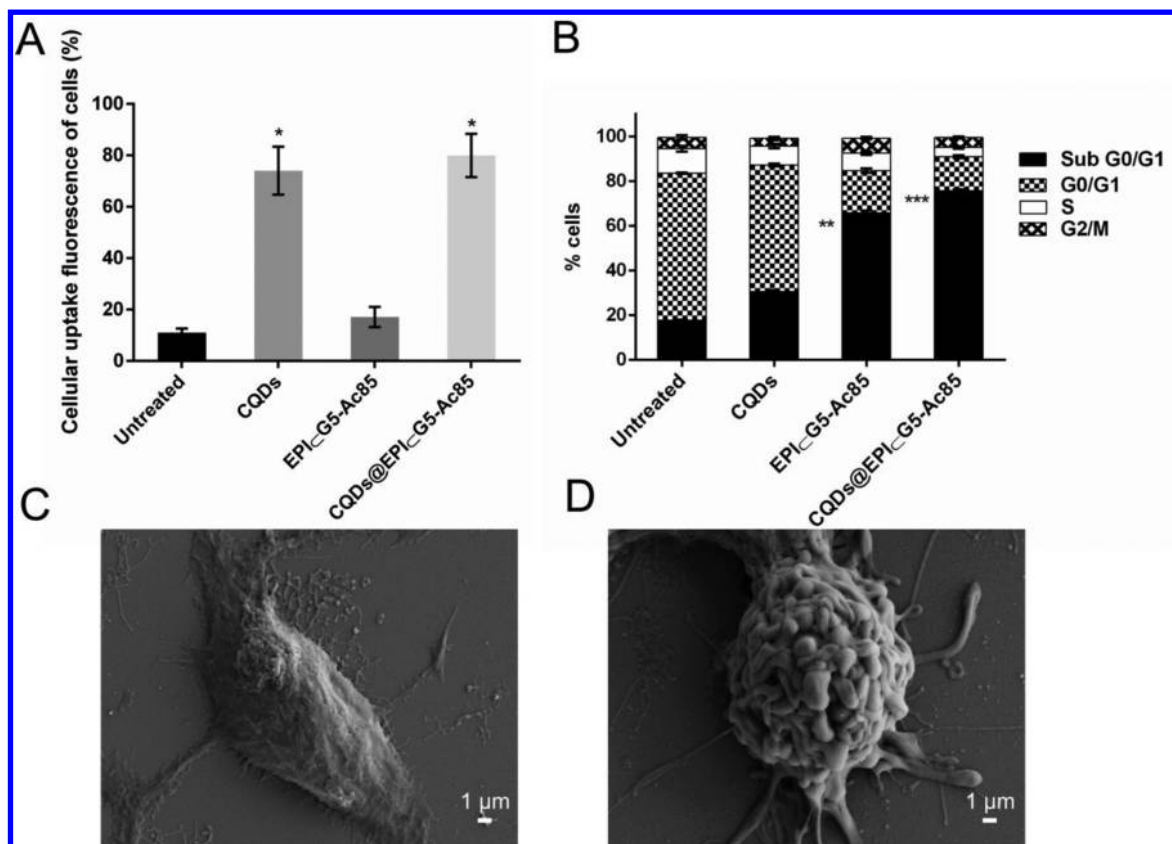 A
Cellular uptake fluorescence of cells (%)
100
80
60
40
20
0
*
*
Untreated
CQDs
EPI⊂G5-Ac85
CQDs@EPI⊂G5-Ac85
B
% cells
100
80
60
40
20
0
**
***
Sub G0/G1
G0/G1
S
G2/M
Untreated
CQDs
EPI⊂G5-Ac85
CQDs@EPI⊂G5-Ac85
C
1 µm
D
1 µm